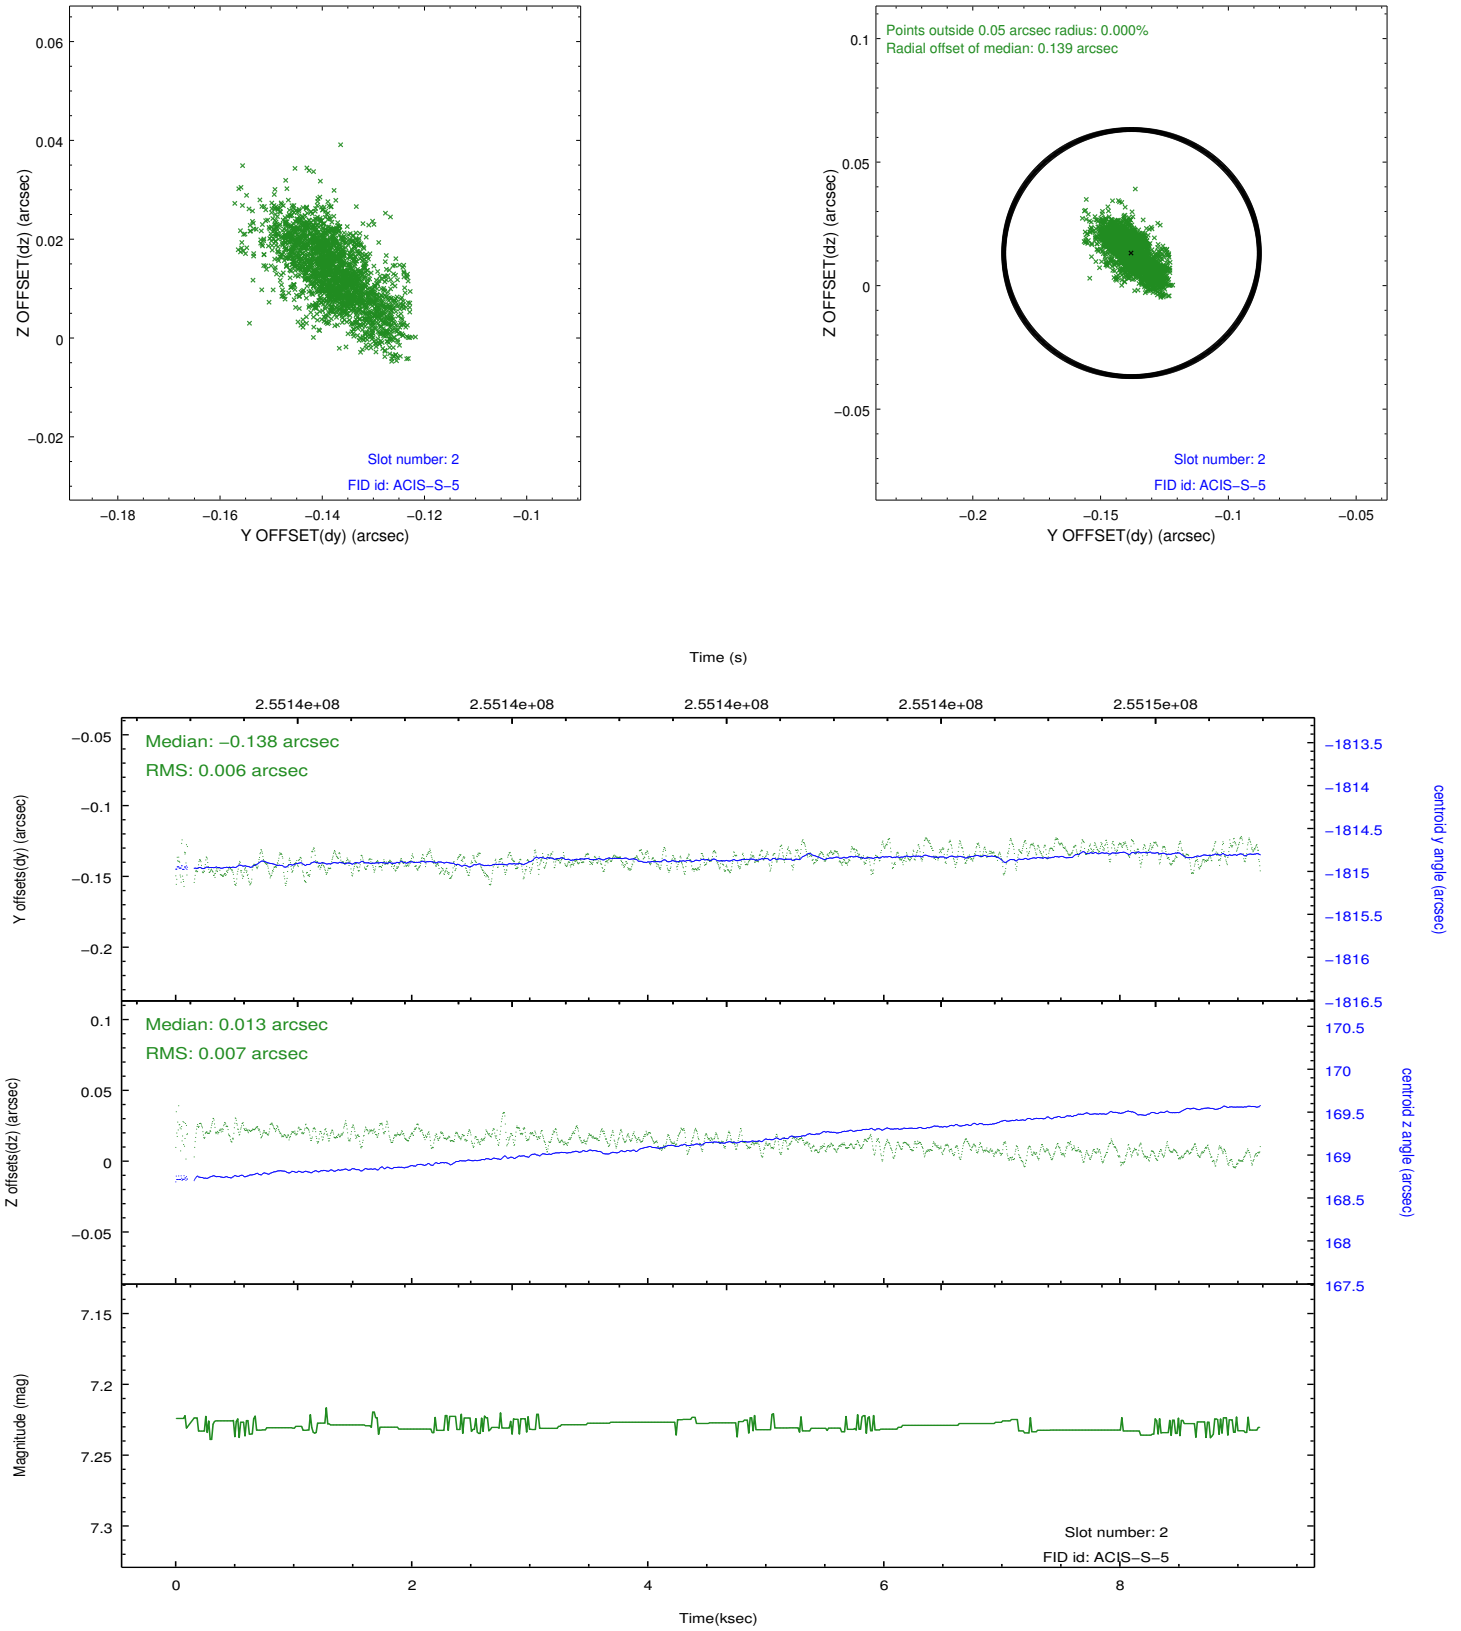 0.06
0.04
0.02
0
−0.02
Z OFFSET(dz) (arcsec)
Slot number: 2
FID id: ACIS−S−5
−0.18 −0.16 −0.14 −0.12 −0.1
Y OFFSET(dy) (arcsec)
Points outside 0.05 arcsec radius: 0.000%
Radial offset of median: 0.139 arcsec
0.1
0.05
0
−0.05
Z OFFSET(dz) (arcsec)
Slot number: 2
FID id: ACIS−S−5
−0.2 −0.15 −0.1 −0.05
Y OFFSET(dy) (arcsec)
Time (s)
2.5514e+08 2.5514e+08 2.5514e+08 2.5514e+08 2.5515e+08
Median: −0.138 arcsec
RMS: 0.006 arcsec
−0.05
−0.1
−0.15
−0.2
Y offsets(dy) (arcsec)
−1813.5
−1814
−1814.5
−1815
−1815.5
−1816
−1816.5
centroid y angle (arcsec)
Median: 0.013 arcsec
RMS: 0.007 arcsec
0.1
0.05
0
−0.05
Z offsets(dz) (arcsec)
170.5
170
169.5
169
168.5
168
167.5
centroid z angle (arcsec)
7.15
7.2
7.25
7.3
Magnitude (mag)
Slot number: 2
FID id: ACIS−S−5
0 2 4 6 8
Time(ksec)